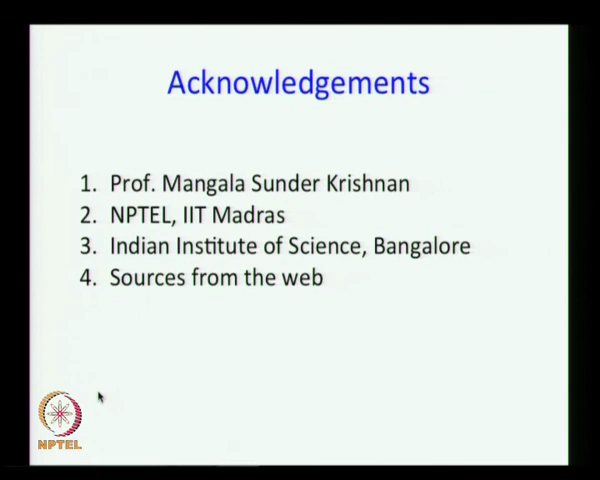 Acknowledgements
1. Prof. Mangala Sunder Krishnan
2. NPTEL, IIT Madras
3. Indian Institute of Science, Bangalore
4. Sources from the web
NPTEL